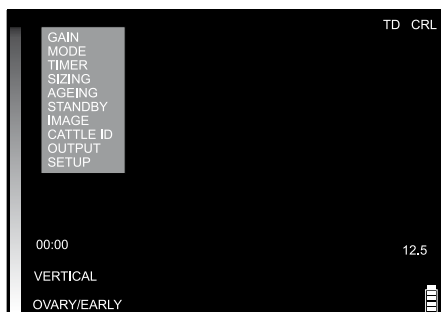 TD CRL
GAIN
MODE
TIMER
SIZING
AGEING
STANDBY
IMAGE
CATTLE ID
OUTPUT
SETUP
00:00
12.5
VERTICAL
OVARY/EARLY